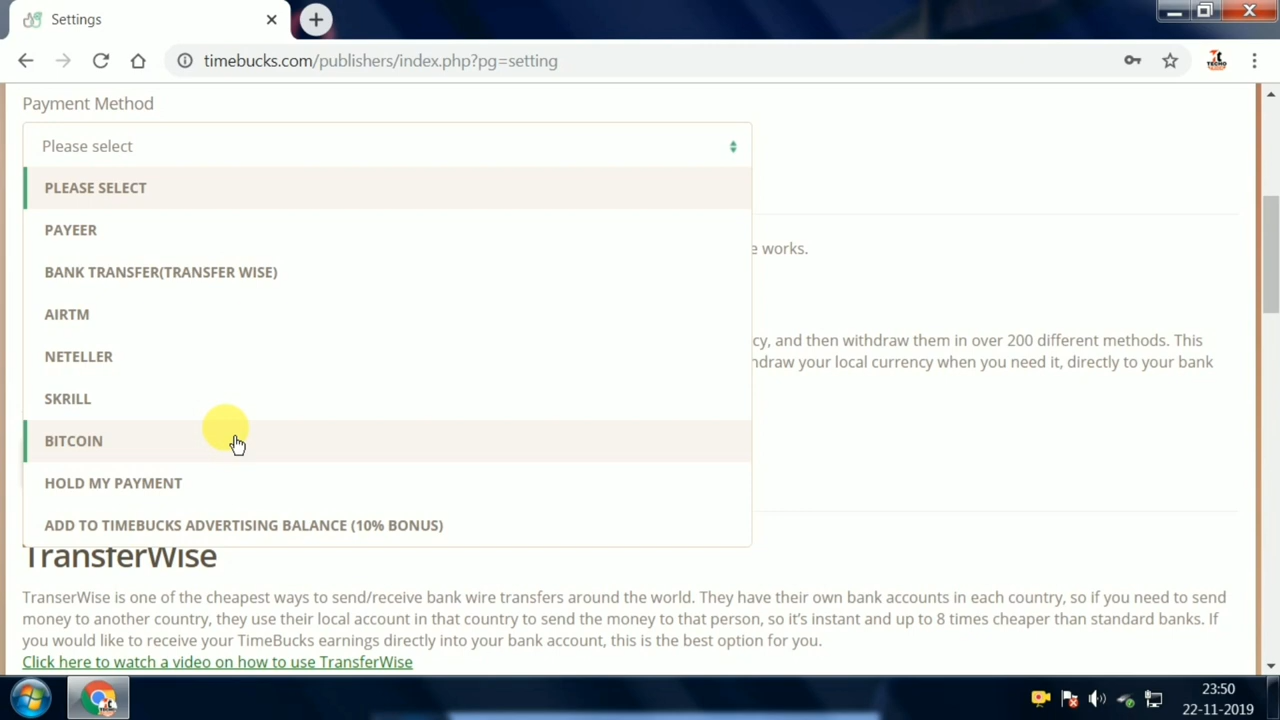 Settings
timebucks.com/publishers/index.php?pg=setting
TECHO
Payment Method
Please select
PLEASE SELECT
PAYEER
BANK TRANSFER(TRANSFER WISE)
AIRTM
NETELLER
SKRILL
BITCOIN
HOLD MY PAYMENT
ADD TO TIMEBUCKS ADVERTISING BALANCE (10% BONUS)
e works.
cy, and then withdraw them in over 200 different methods. This
hdraw your local currency when you need it, directly to your bank
TransferWise
TranserWise is one of the cheapest ways to send/receive bank wire transfers around the world. They have their own bank accounts in each country, so if you need to send
money to another country, they use their local account in that country to send the money to that person, so it's instant and up to 8 times cheaper than standard banks. If
you would like to receive your TimeBucks earnings directly into your bank account, this is the best option for you.
Click here to watch a video on how to use TransferWise
23:50
22-11-2019